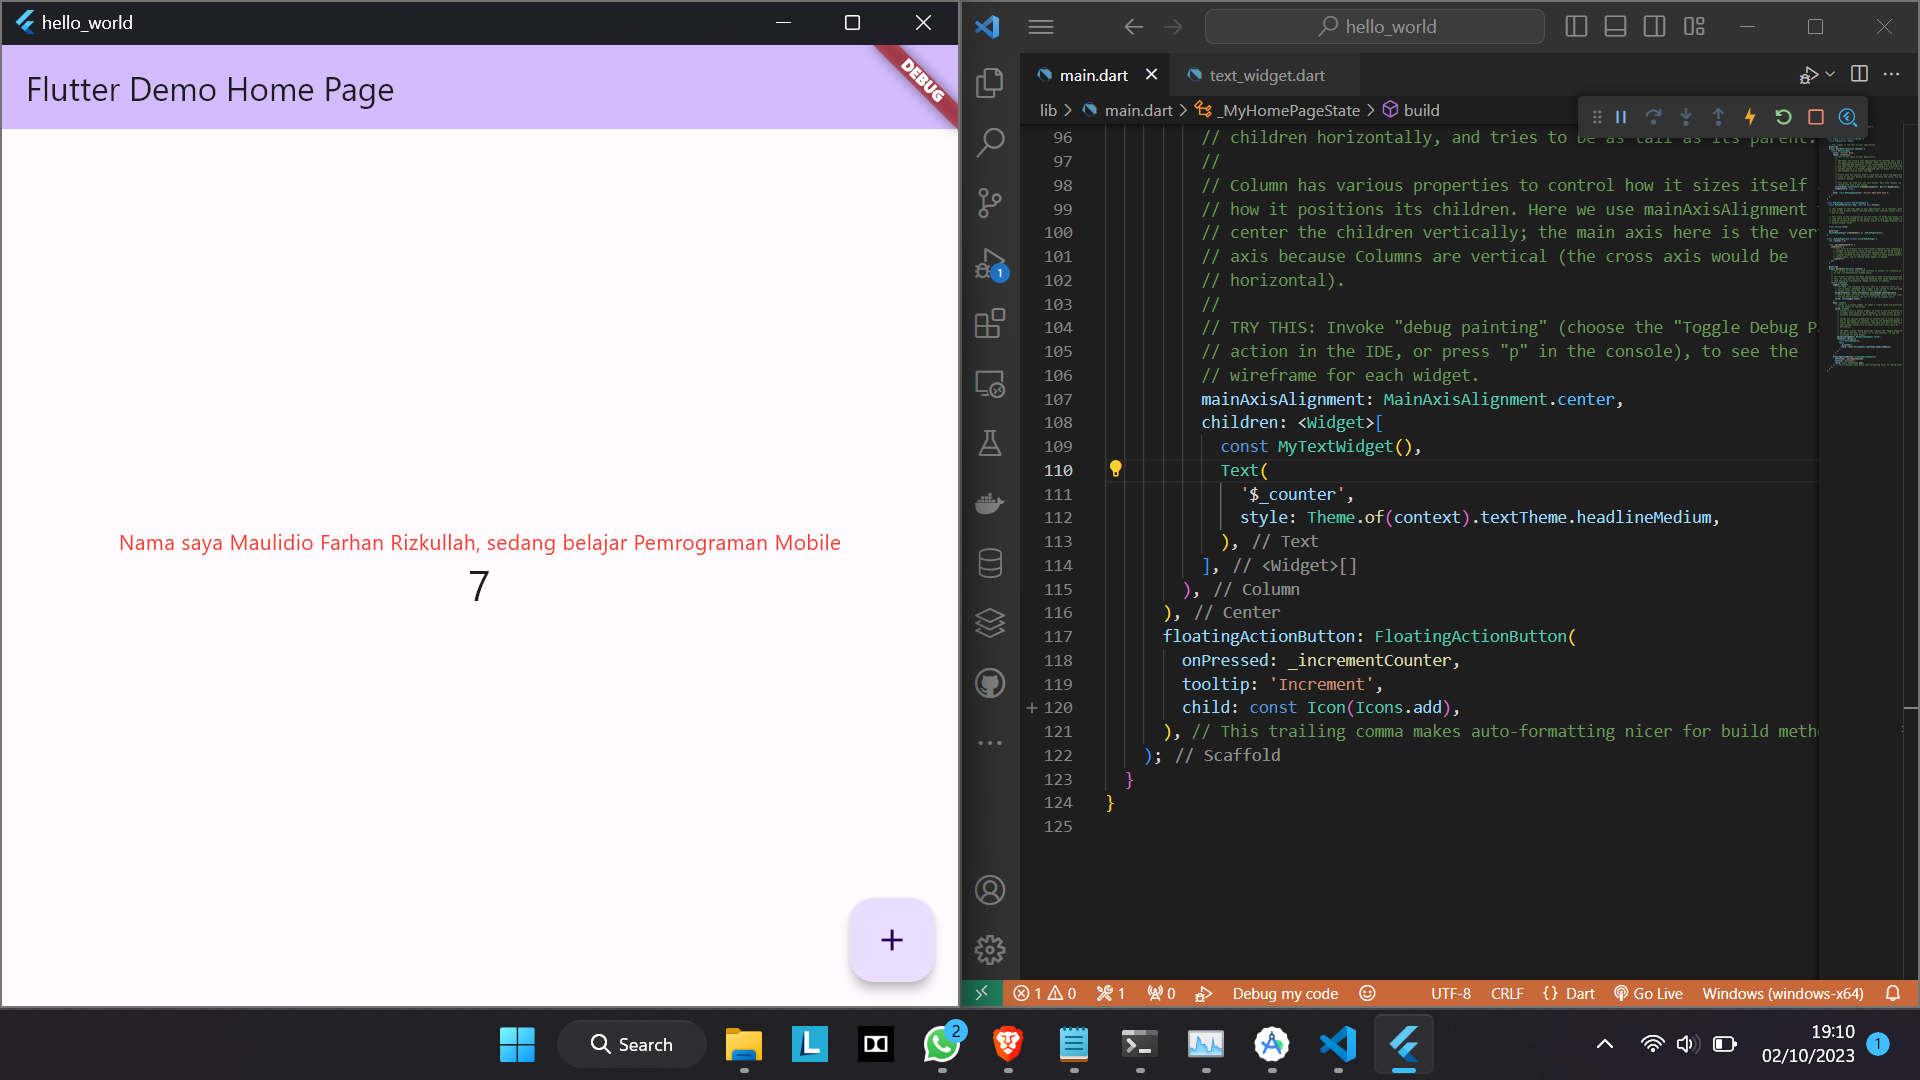 hello_world
Flutter Demo Home Page
DEBUG
Nama saya Maulidio Farhan Rizkullah, sedang belajar Pemrograman Mobile
7
+
hello_world
main.dart
text_widget.dart
lib > main.dart > _MyHomePageState > build
96 // children horizontally, and tries to be as tall as its parent.
97 //
98 // Column has various properties to control how it sizes itself
99 // how it positions its children. Here we use mainAxisAlignment
100 // center the children vertically; the main axis here is the ver
101 // axis because Columns are vertical (the cross axis would be
102 // horizontal).
103 //
104 // TRY THIS: Invoke "debug painting" (choose the "Toggle Debug P
105 // action in the IDE, or press "p" in the console), to see the
106 // wireframe for each widget.
107 mainAxisAlignment: MainAxisAlignment.center,
108 children: <Widget>[
109 const MyTextWidget(),
110 Text(
111 '$_counter',
112 style: Theme.of(context).textTheme.headlineMedium,
113 ), // Text
114 ], // <Widget>[]
115 ), // Column
116 ), // Center
117 floatingActionButton: FloatingActionButton(
118 onPressed: _incrementCounter,
119 tooltip: 'Increment',
120 child: const Icon(Icons.add),
121 ), // This trailing comma makes auto-formatting nicer for build meth
122 ); // Scaffold
123 }
124 }
125
1
1 0 1 0 Debug my code UTF-8 CRLF {} Dart Go Live Windows (windows-x64)
Search
L
2
19:10
02/10/2023
1